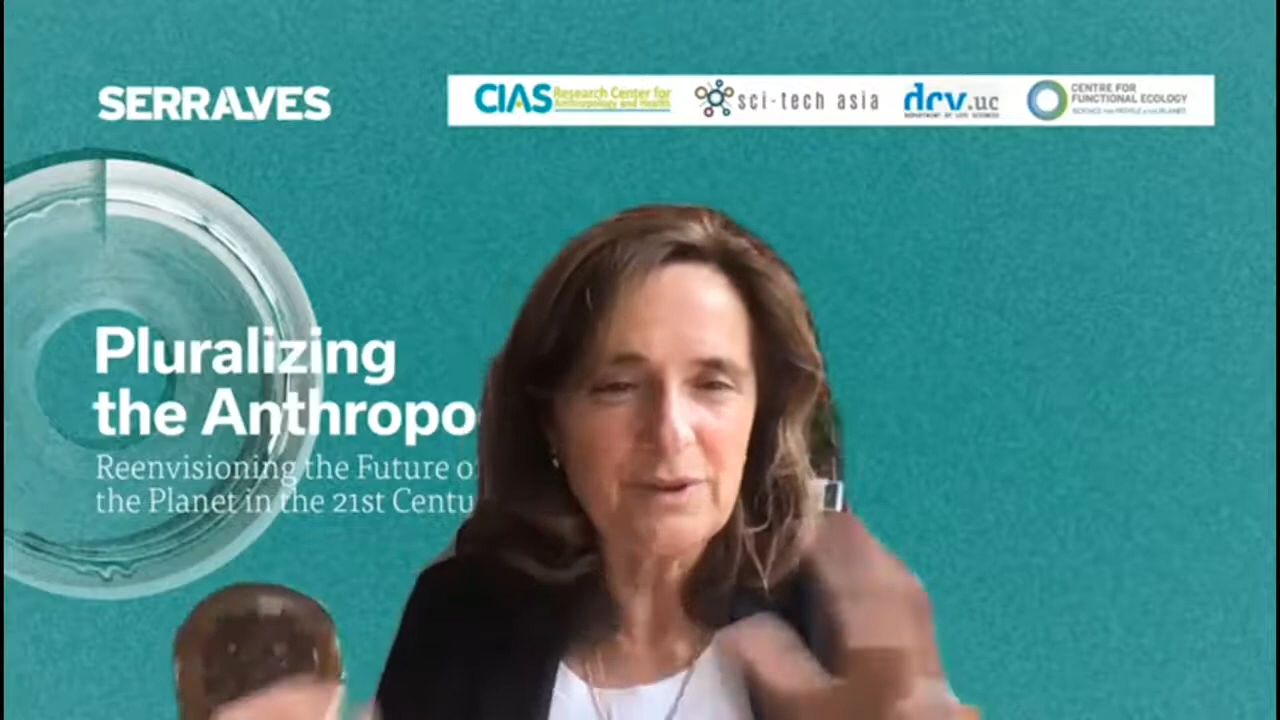 SERRALVES
CIAS Research Center for
Anthropology and Health
sci-tech asia
dcv.uc
DEPARTMENT OF LIFE SCIENCES
CENTRE FOR
FUNCTIONAL ECOLOGY
Pluralizing
the Anthropo
Reenvisioning the Future o
the Planet in the 21st Centu